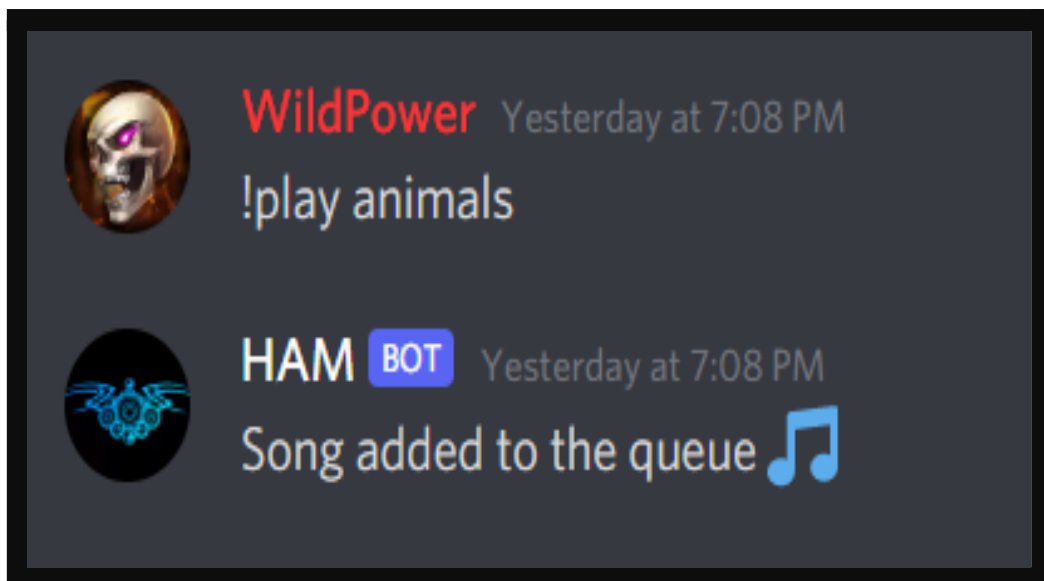 WildPower Yesterday at 7:08 PM
!play animals
HAM BOT Yesterday at 7:08 PM
Song added to the queue 🎵